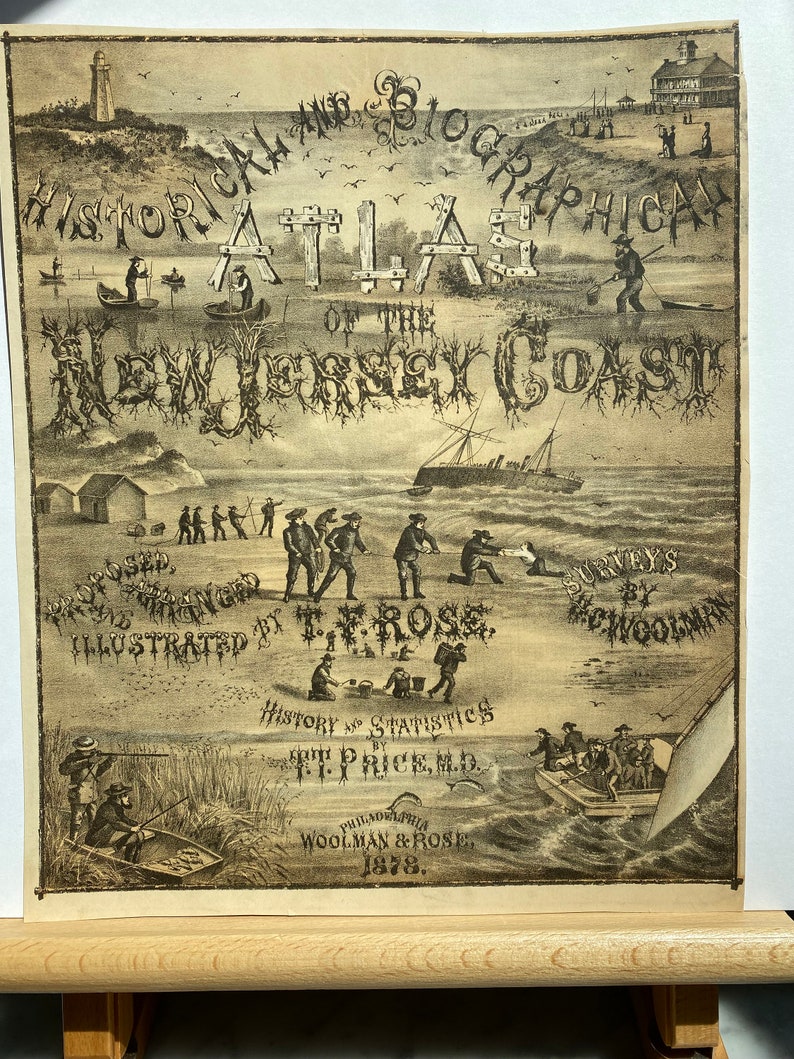 HISTORICAL AND BIOGRAPHICAL
ATLAS
OF THE
NEW JERSEY COAST
PROPOSED, ARRANGED
AND
ILLUSTRATED BY T. F. ROSE.
SURVEYS
BY
H.C. WOOLMAN
HISTORY AND STATISTICS
BY
T. T. PRICE, M.D.
PHILADELPHIA
WOOLMAN & ROSE,
1878.